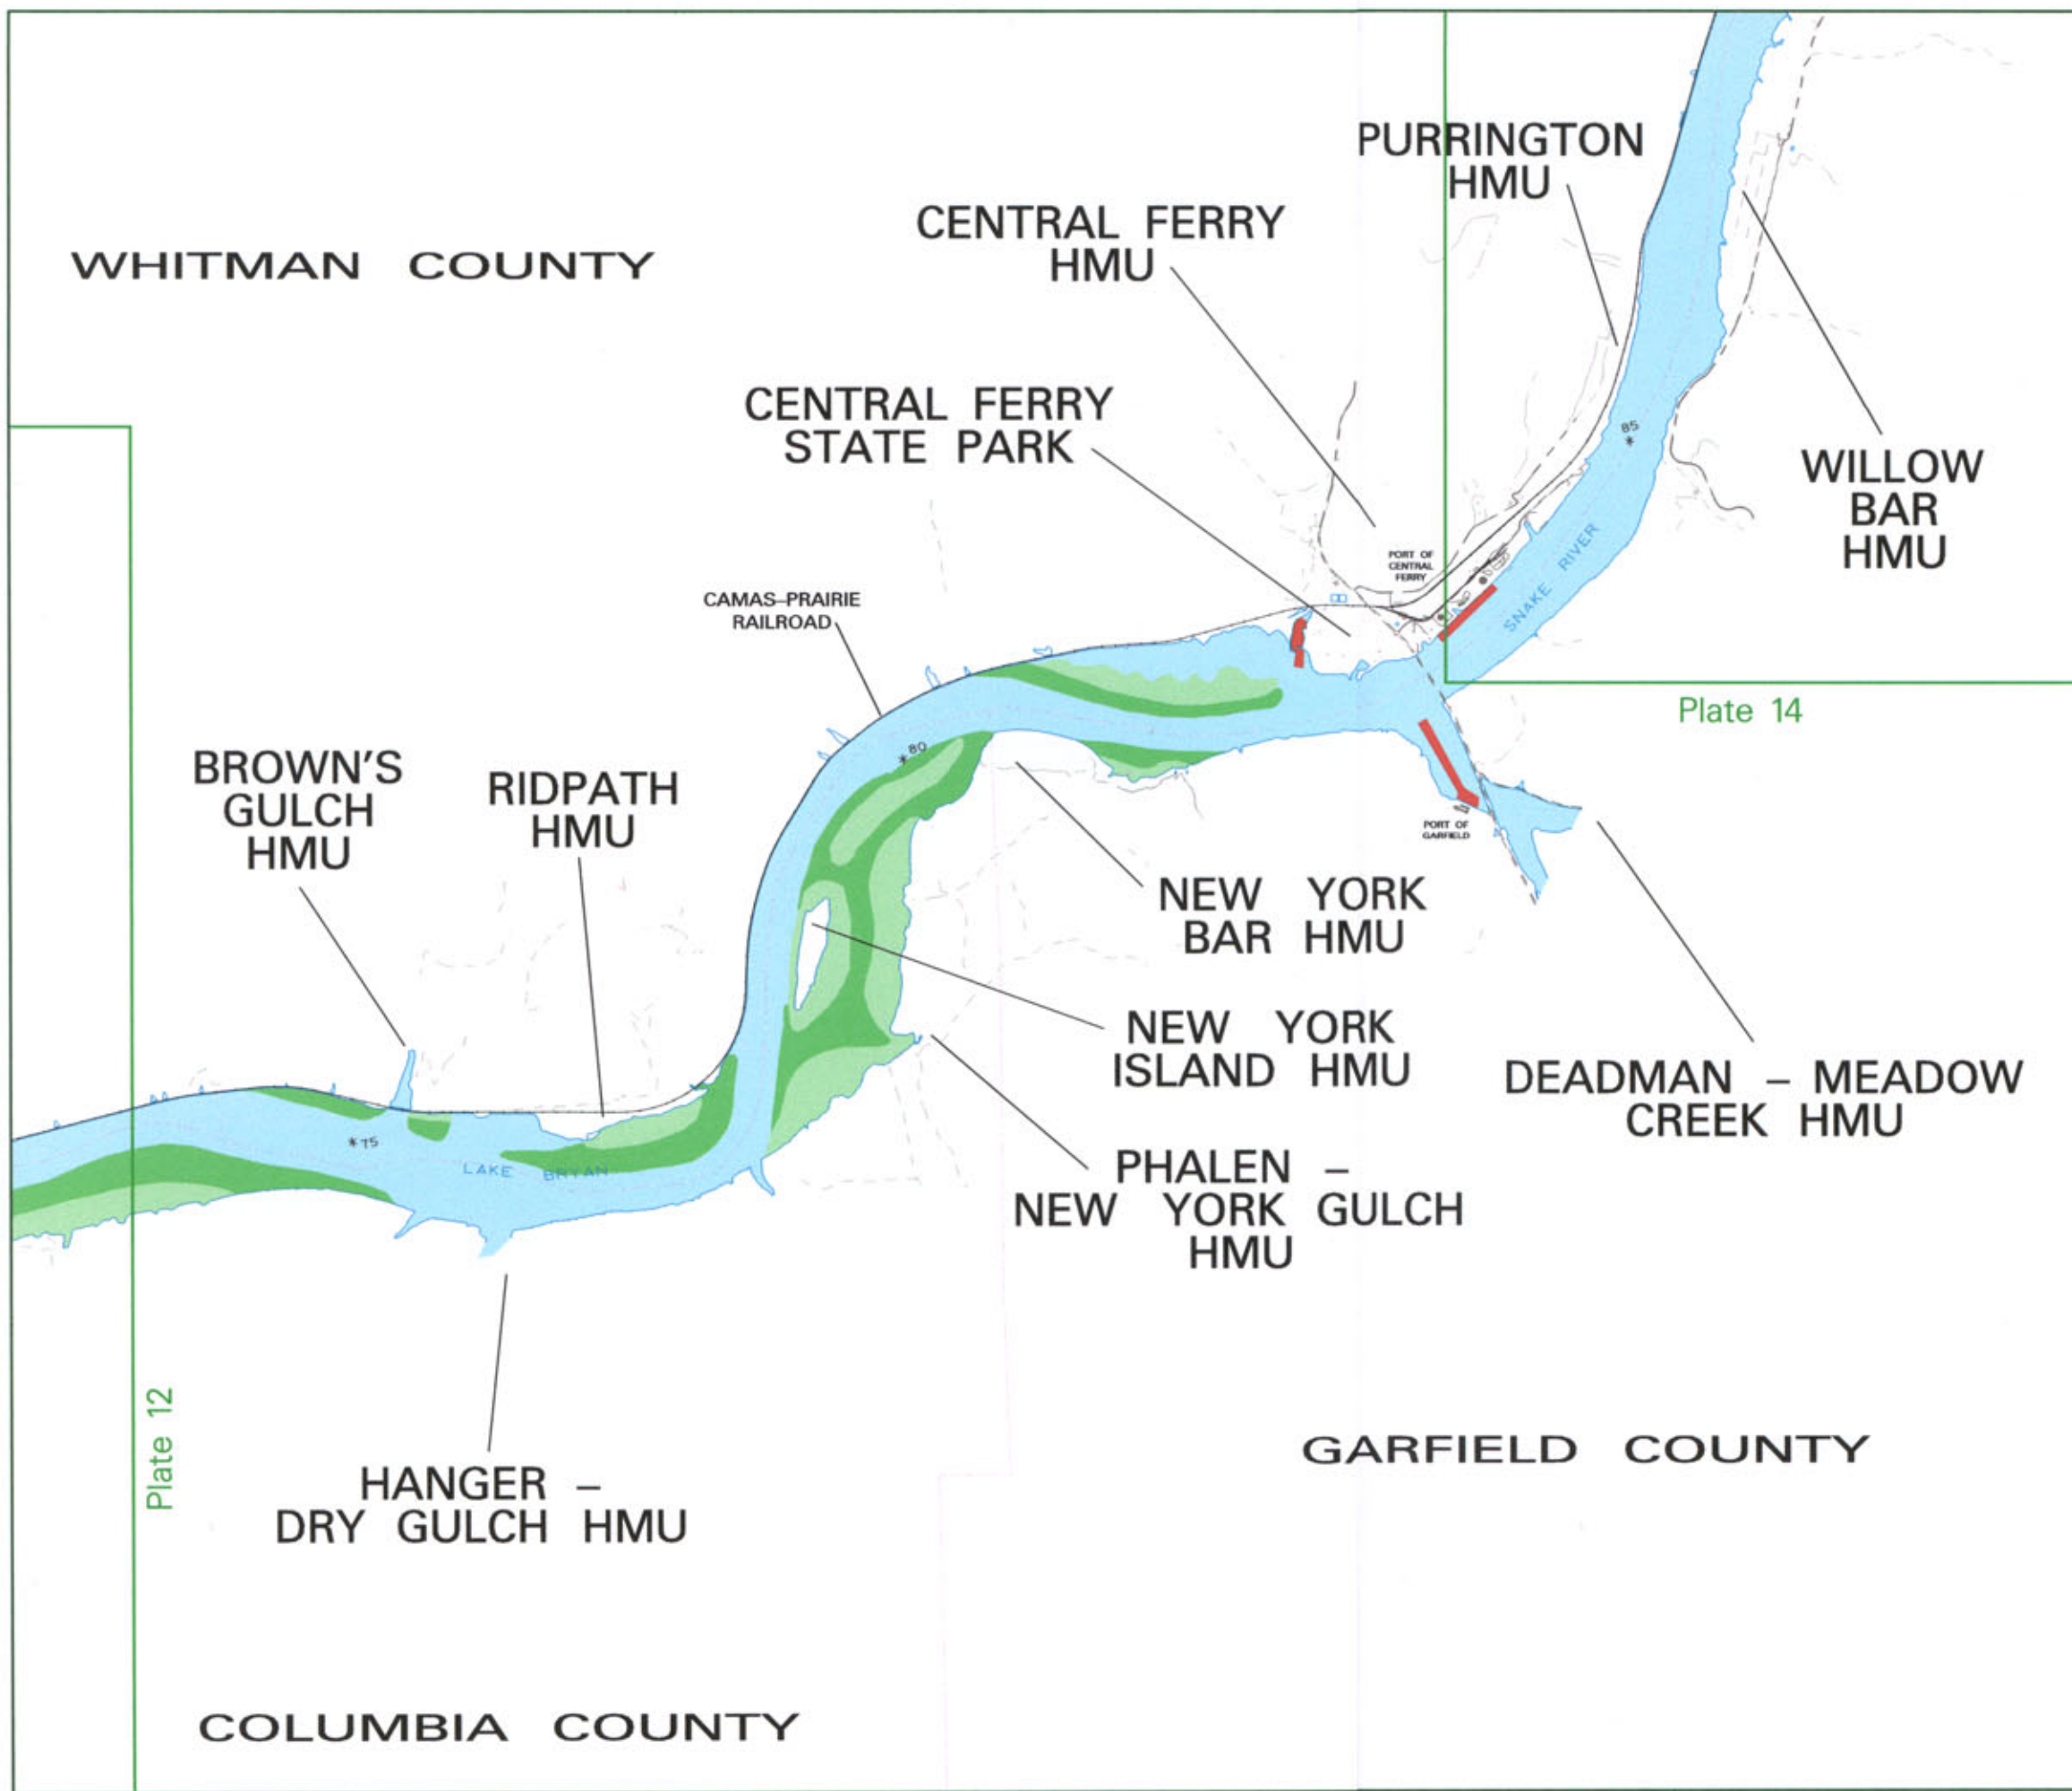 PURRINGTON
HMU
CENTRAL FERRY
HMU
WHITMAN COUNTY
CENTRAL FERRY
STATE PARK
85
WILLOW
BAR
HMU
PORT OF
CENTRAL
FERRY
SNAKE RIVER
CAMAS-PRAIRIE
RAILROAD
Plate 14
80
BROWN'S
GULCH
HMU
RIDPATH
HMU
PORT OF
GARFIELD
NEW YORK
BAR HMU
NEW YORK
ISLAND HMU
DEADMAN – MEADOW
CREEK HMU
75
LAKE BRYAN
PHALEN –
NEW YORK GULCH
HMU
Plate 12
GARFIELD COUNTY
HANGER –
DRY GULCH HMU
COLUMBIA COUNTY